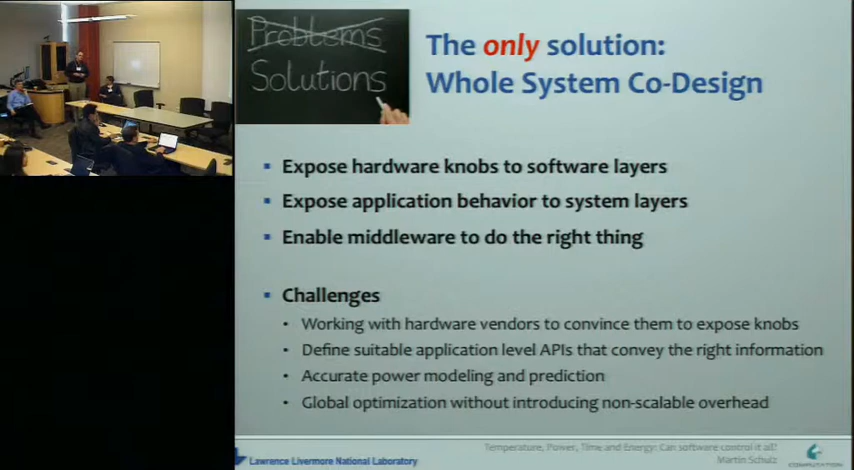 Problems
Solutions
The only solution:
Whole System Co-Design
Expose hardware knobs to software layers
Expose application behavior to system layers
Enable middleware to do the right thing
Challenges
Working with hardware vendors to convince them to expose knobs
Define suitable application level APIs that convey the right information
Accurate power modeling and prediction
Global optimization without introducing non-scalable overhead
Lawrence Livermore National Laboratory
Temperature, Power, Time and Energy: Can software control it all?
Martin Schulz
COMPUTATION